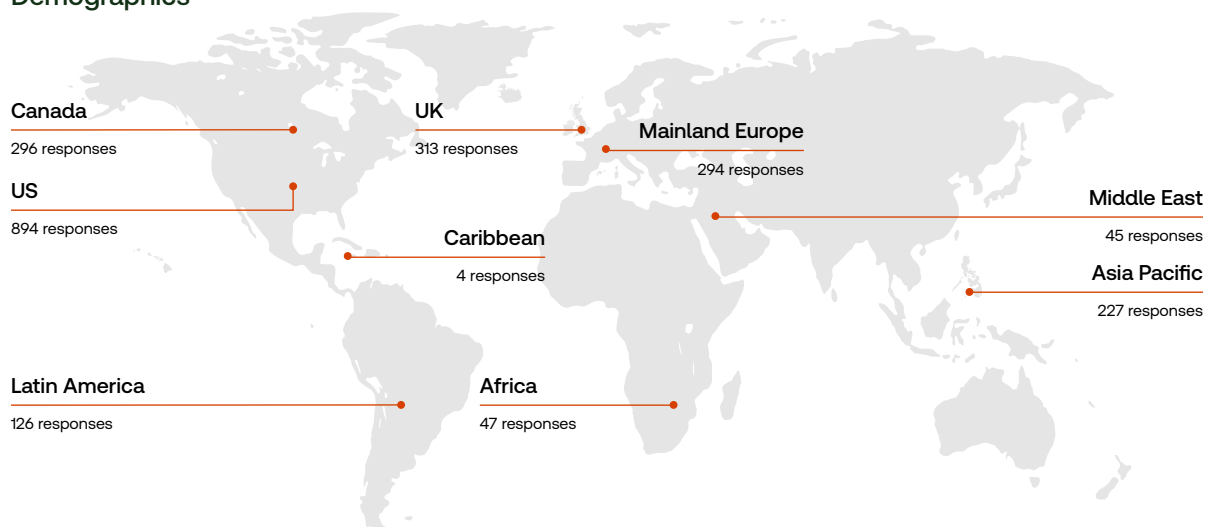 Demographics
Canada
296 responses
US
894 responses
UK
313 responses
Mainland Europe
294 responses
Middle East
45 responses
Caribbean
4 responses
Asia Pacific
227 responses
Latin America
126 responses
Africa
47 responses